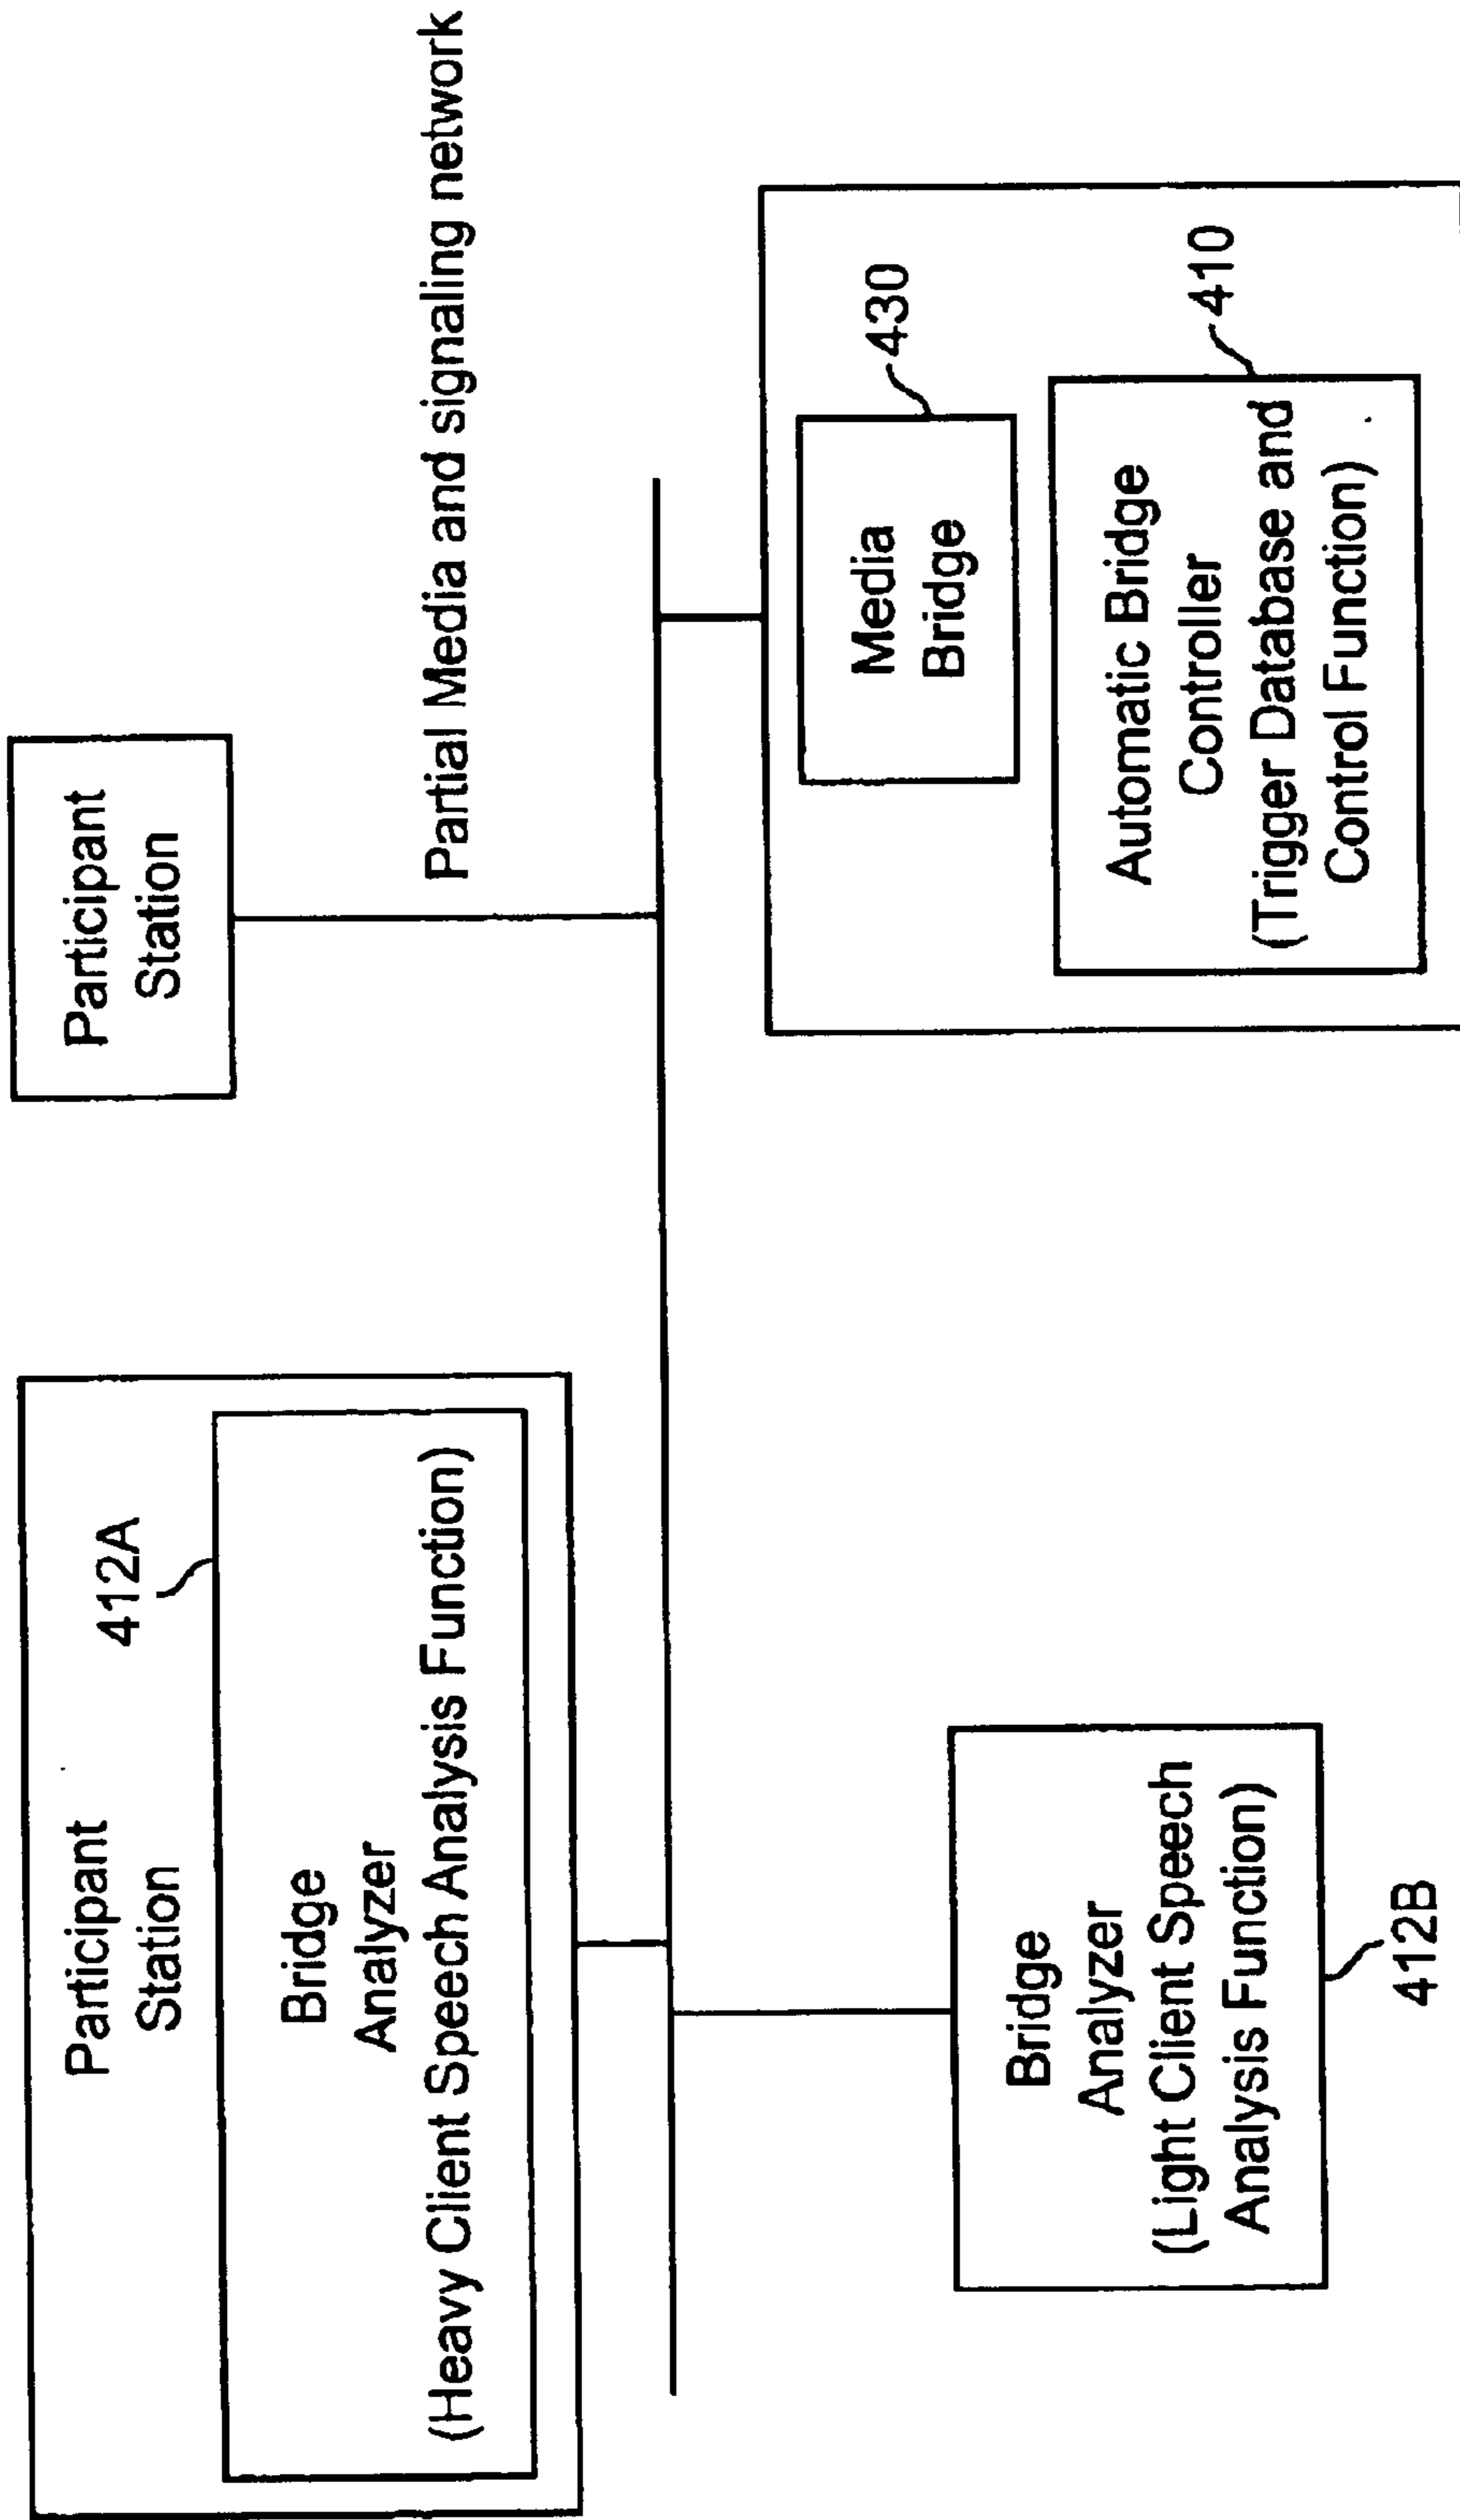 Participant
Station
412A
Bridge
Analyzer
(Heavy Client Speech Analysis Function)
Participant
Station
Partial Media and signaling network
Bridge
Analyzer
(Light Client Speech
Analysis Function)
412B
Media
Bridge
430
Automatic Bridge
Controller
(Trigger Database and
Control Function)
410